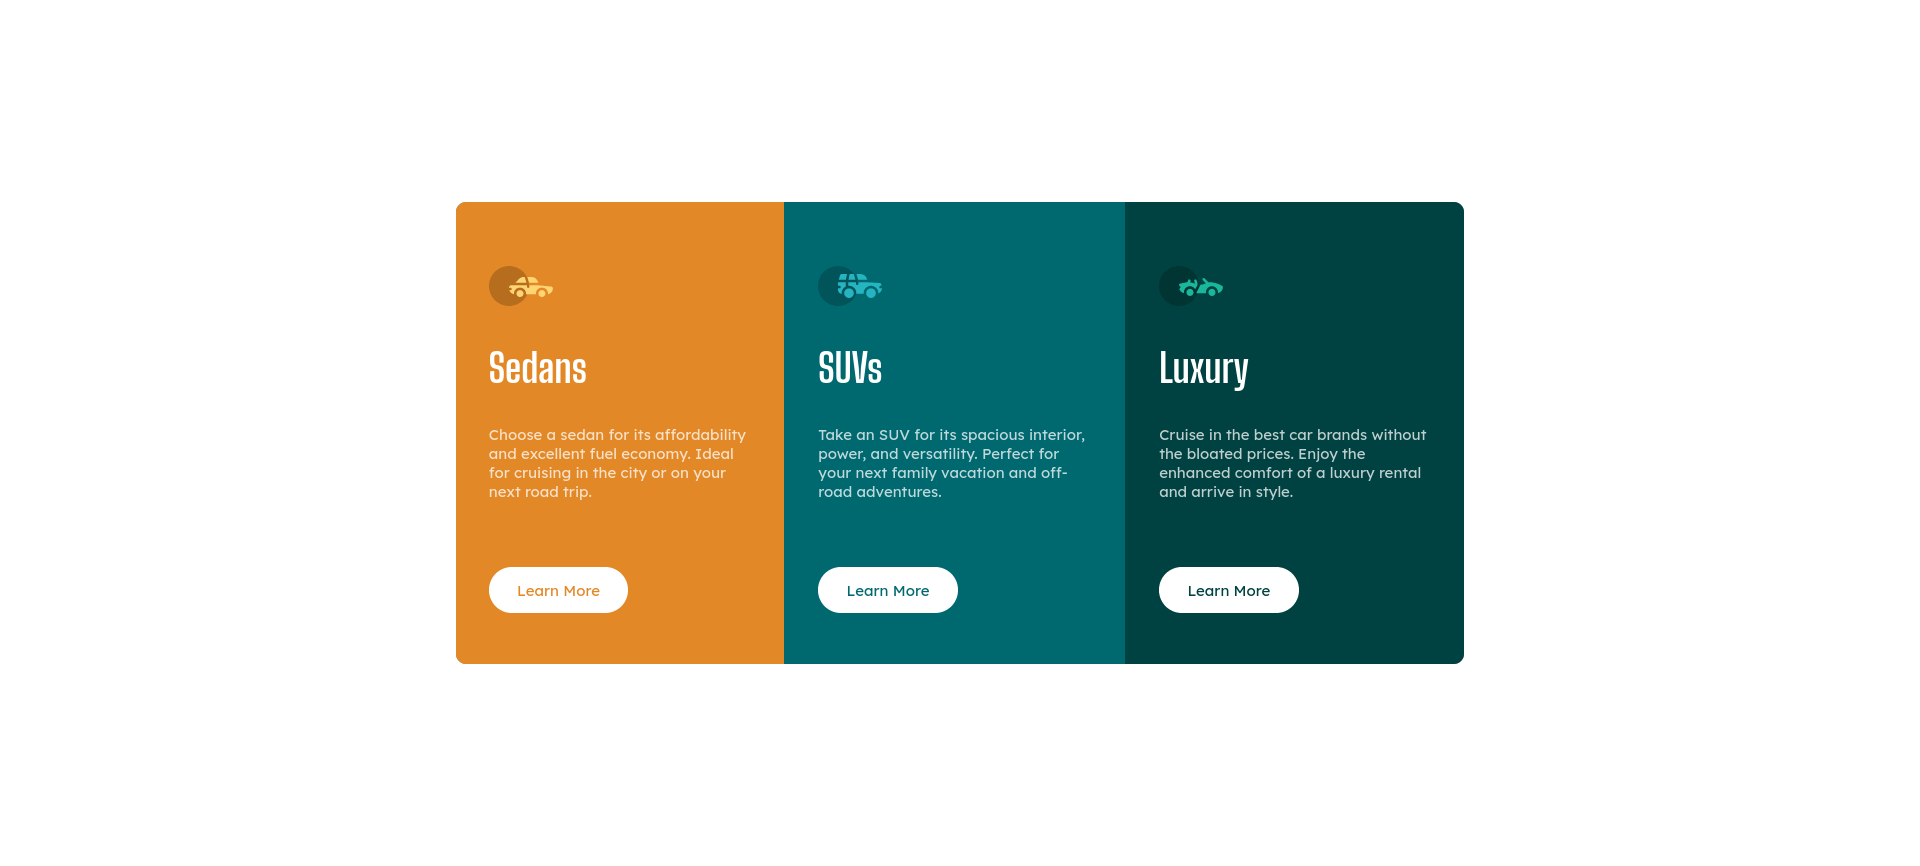 Sedans
Choose a sedan for its affordability
and excellent fuel economy. Ideal
for cruising in the city or on your
next road trip.
Learn More
SUVs
Take an SUV for its spacious interior,
power, and versatility. Perfect for
your next family vacation and off-
road adventures.
Learn More
Luxury
Cruise in the best car brands without
the bloated prices. Enjoy the
enhanced comfort of a luxury rental
and arrive in style.
Learn More